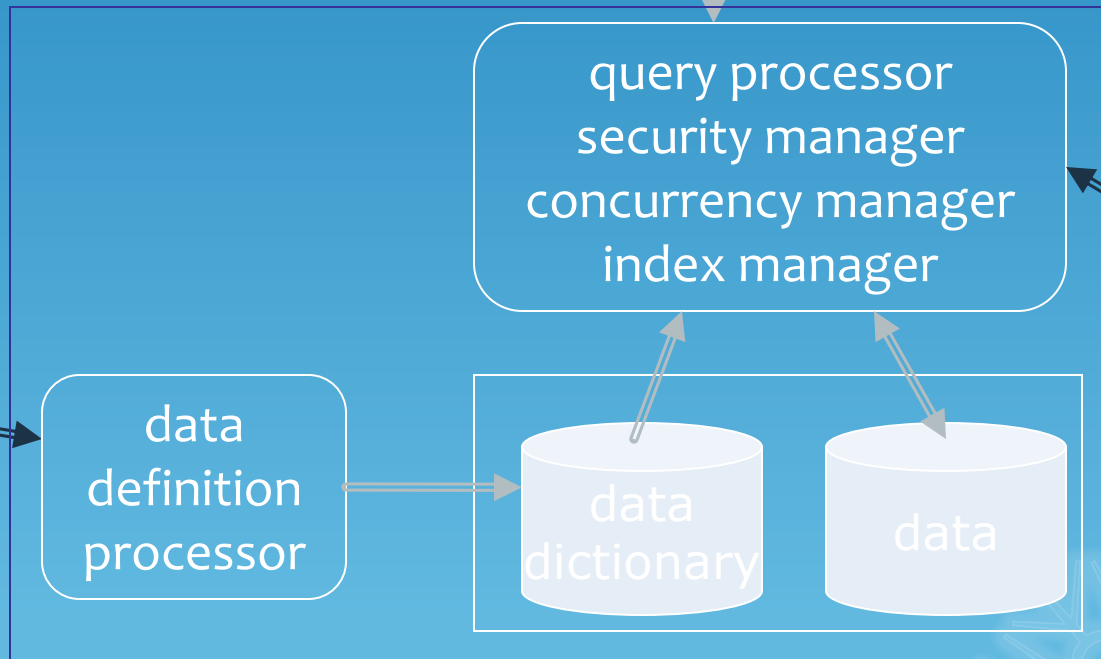 query processor
security manager
concurrency manager
index manager
data
definition
processor
data
dictionary
data